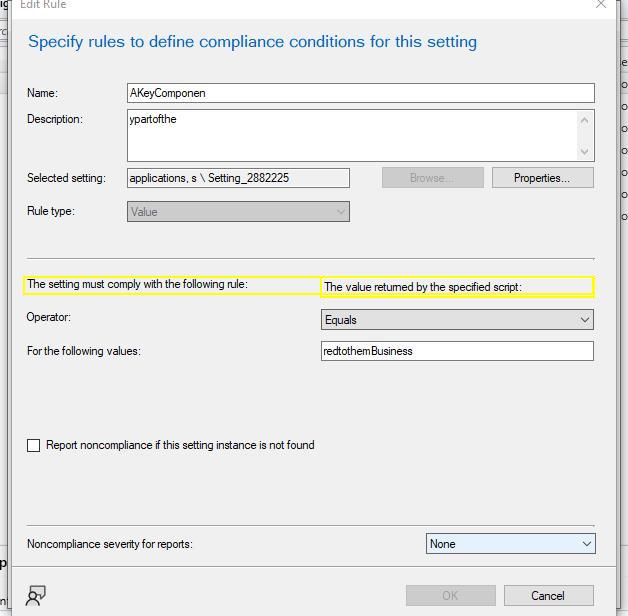 Edit Rule
Specify rules to define compliance conditions for this setting
Name:
AKeyComponen
Description:
ypartofthe
Selected setting:
applications, s \ Setting_2882225
Browse...
Properties...
Rule type:
Value
The setting must comply with the following rule:
The value returned by the specified script:
Operator:
Equals
For the following values:
redtothemBusiness
Report noncompliance if this setting instance is not found
Noncompliance severity for reports:
None
OK
Cancel